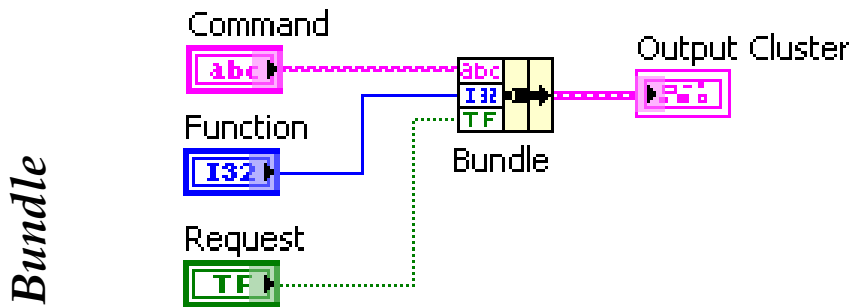 Command
abc
Function
I32
Request
TF
abc
I32
TF
Bundle
Output Cluster
Bundle